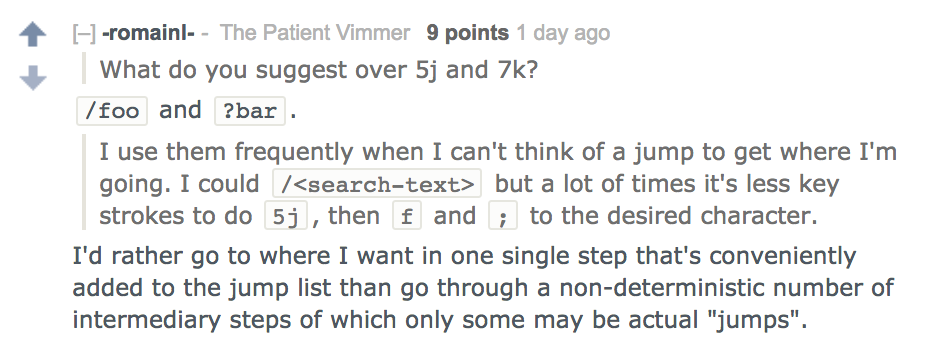 [–] -romainl- - The Patient Vimmer 9 points 1 day ago
What do you suggest over 5j and 7k?
/foo and ?bar .
I use them frequently when I can't think of a jump to get where I'm
going. I could /<search-text> but a lot of times it's less key
strokes to do 5j , then f and ; to the desired character.
I'd rather go to where I want in one single step that's conveniently
added to the jump list than go through a non-deterministic number of
intermediary steps of which only some may be actual "jumps".